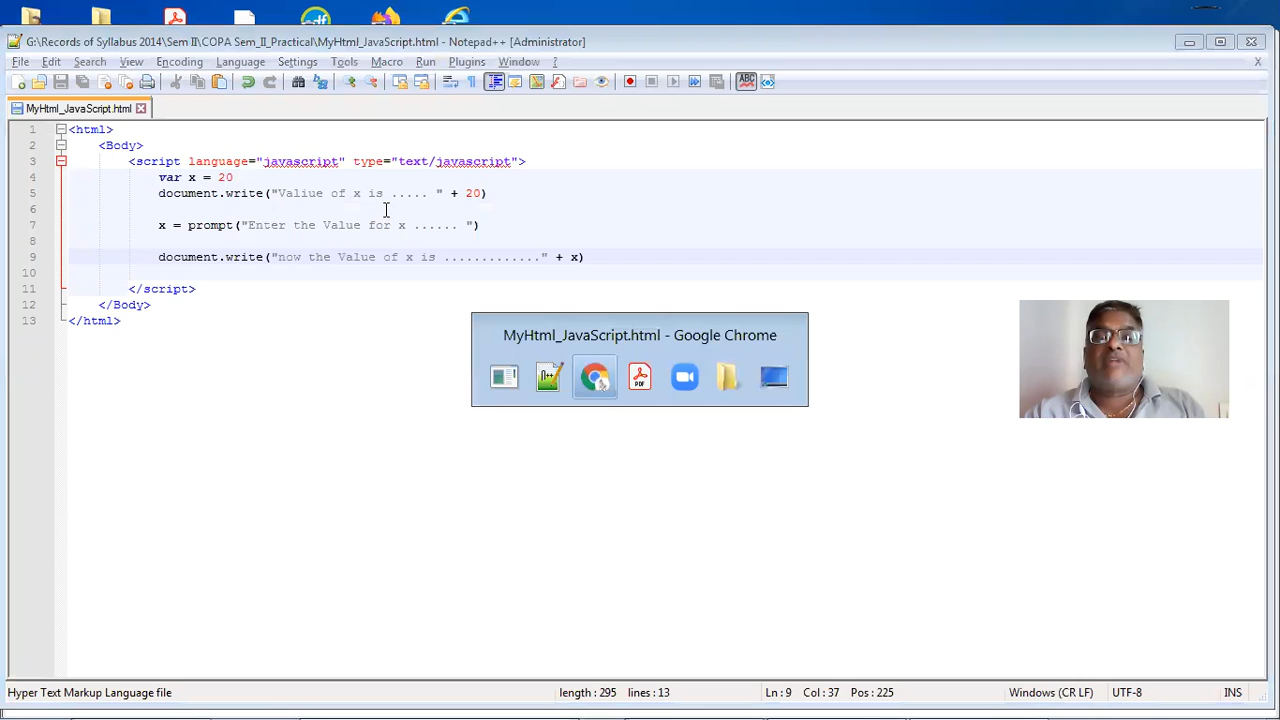 G:\Records of Syllabus 2014\Sem II\COPA Sem_II_Practical\MyHtml_JavaScript.html - Notepad++ [Administrator]
File Edit Search View Encoding Language Settings Tools Macro Run Plugins Window ? X
MyHtml_JavaScript.html
1 <html>
2 <Body>
3 <script language="javascript" type="text/javascript">
4 var x = 20
5 document.write("Valiue of x is ..... " + 20)
6
7 x = prompt("Enter the Value for x ...... ")
8
9 document.write("now the Value of x is ............." + x)
10
11 </script>
12 </Body>
13 </html>
MyHtml_JavaScript.html - Google Chrome
PDF
Hyper Text Markup Language file length : 295 lines : 13 Ln : 9 Col : 37 Pos : 225 Windows (CR LF) UTF-8 INS